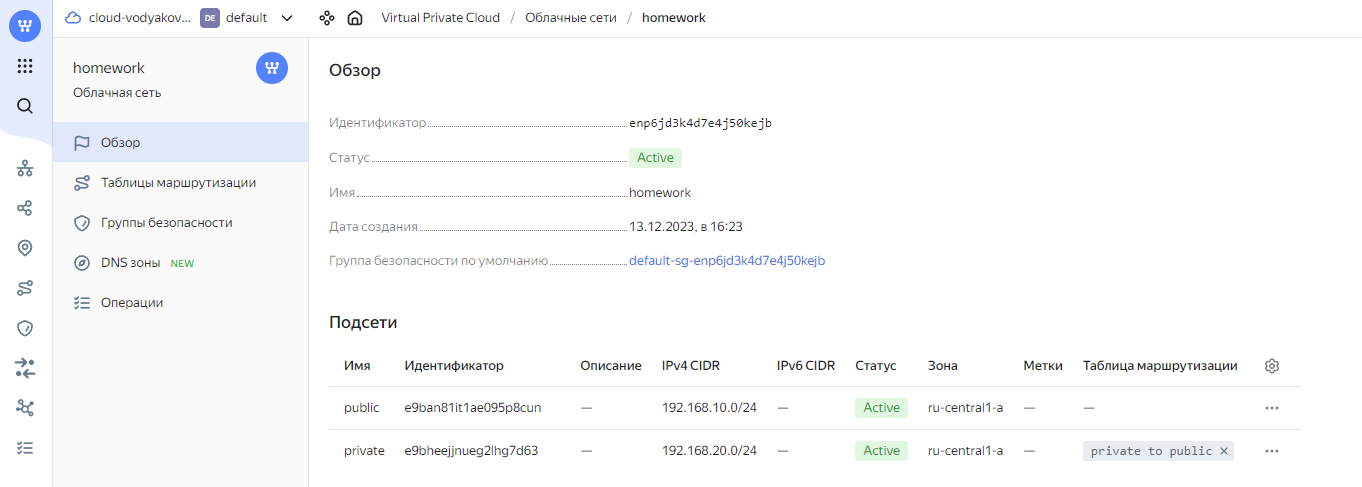 cloud-vodyakov... DE default Virtual Private Cloud / Облачные сети / homework
homework
Облачная сеть
Обзор
Таблицы маршрутизации
Группы безопасности
DNS зоны NEW
Операции
Обзор
Идентификатор enp6jd3k4d7e4j50kejb
Статус Active
Имя homework
Дата создания 13.12.2023, в 16:23
Группа безопасности по умолчанию default-sg-enp6jd3k4d7e4j50kejb
Подсети
Имя Идентификатор Описание IPv4 CIDR IPv6 CIDR Статус Зона Метки Таблица маршрутизации
public e9ban81it1ae095p8cun — 192.168.10.0/24 — Active ru-central1-a — —
private e9bheejjnueg2lhg7d63 — 192.168.20.0/24 — Active ru-central1-a — private to public ×